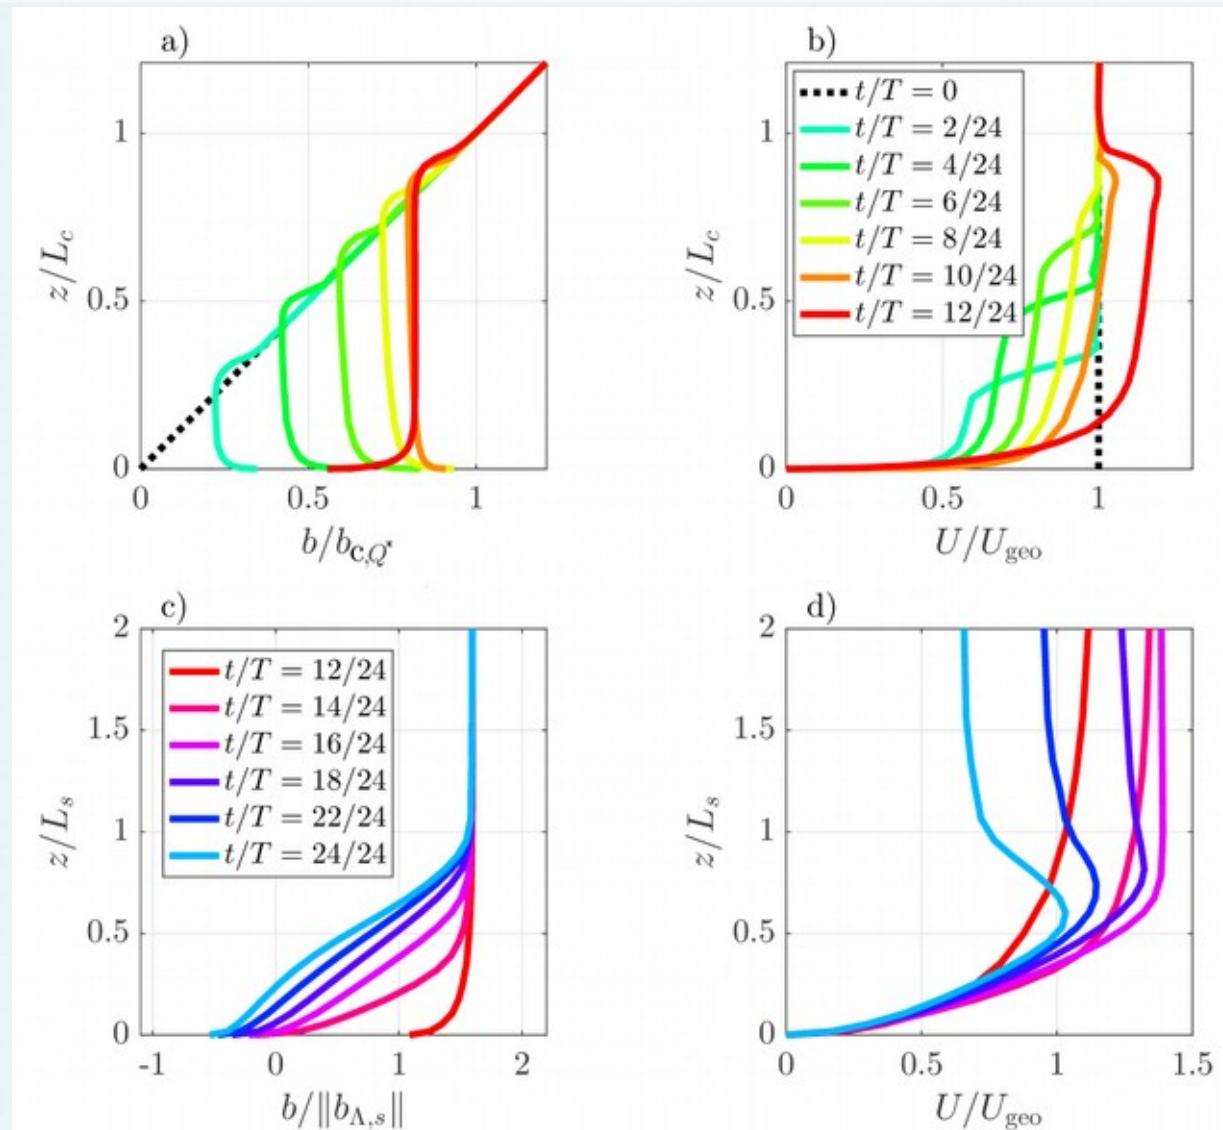 a)
1
0.5
0
0
0.5
1
z/L_c
b/b_{c,Q*}
b)
t/T = 0
t/T = 2/24
t/T = 4/24
t/T = 6/24
t/T = 8/24
t/T = 10/24
t/T = 12/24
1
0.5
0
0
0.5
1
z/L_c
U/U_geo
c)
t/T = 12/24
t/T = 14/24
t/T = 16/24
t/T = 18/24
t/T = 22/24
t/T = 24/24
2
1.5
1
0.5
0
-1
0
1
2
z/L_s
b/‖b_{Λ,s}‖
d)
2
1.5
1
0.5
0
0
0.5
1
1.5
z/L_s
U/U_geo